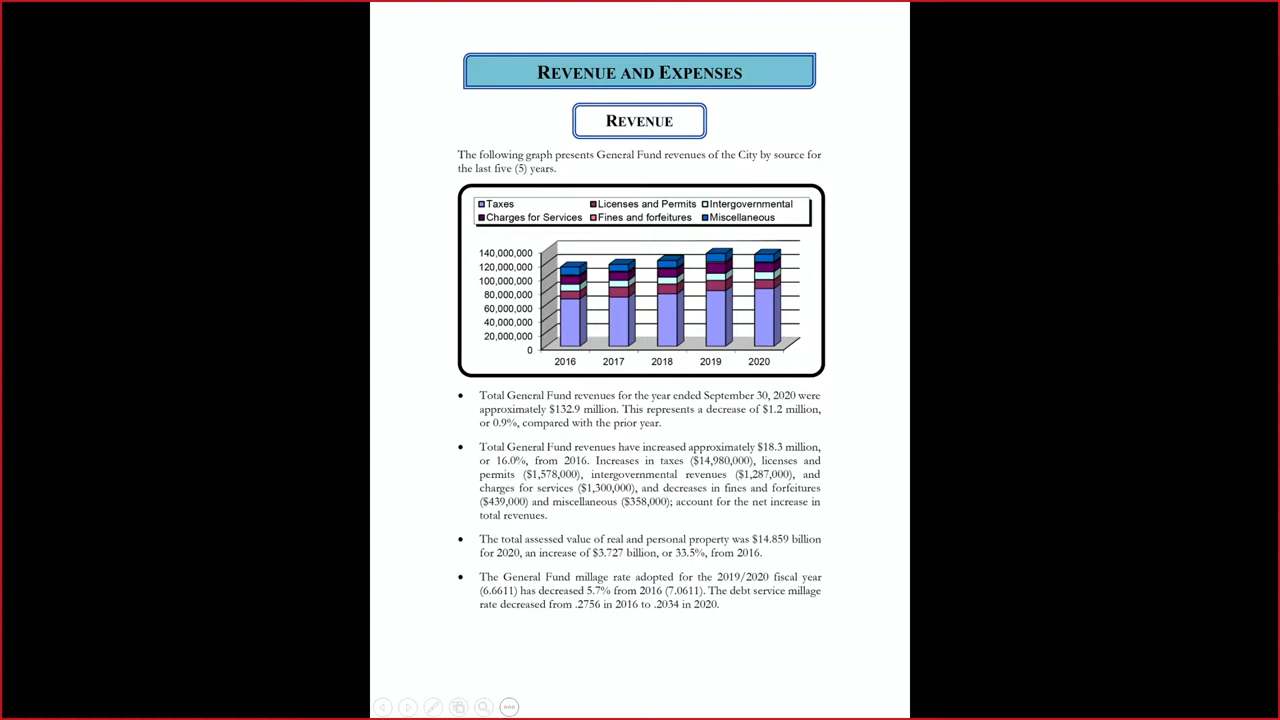 REVENUE AND EXPENSES
REVENUE
The following graph presents General Fund revenues of the City by source for
the last five (5) years.
Taxes Licenses and Permits Intergovernmental
Charges for Services Fines and forfeitures Miscellaneous
140,000,000
120,000,000
100,000,000
80,000,000
60,000,000
40,000,000
20,000,000
0
2016 2017 2018 2019 2020
• Total General Fund revenues for the year ended September 30, 2020 were
approximately $132.9 million. This represents a decrease of $1.2 million,
or 0.9%, compared with the prior year.
• Total General Fund revenues have increased approximately $18.3 million,
or 16.0%, from 2016. Increases in taxes ($14,980,000), licenses and
permits ($1,578,000), intergovernmental revenues ($1,287,000), and
charges for services ($1,300,000), and decreases in fines and forfeitures
($439,000) and miscellaneous ($358,000); account for the net increase in
total revenues.
• The total assessed value of real and personal property was $14.859 billion
for 2020, an increase of $3.727 billion, or 33.5%, from 2016.
• The General Fund millage rate adopted for the 2019/2020 fiscal year
(6.6611) has decreased 5.7% from 2016 (7.0611). The debt service millage
rate decreased from .2756 in 2016 to .2034 in 2020.